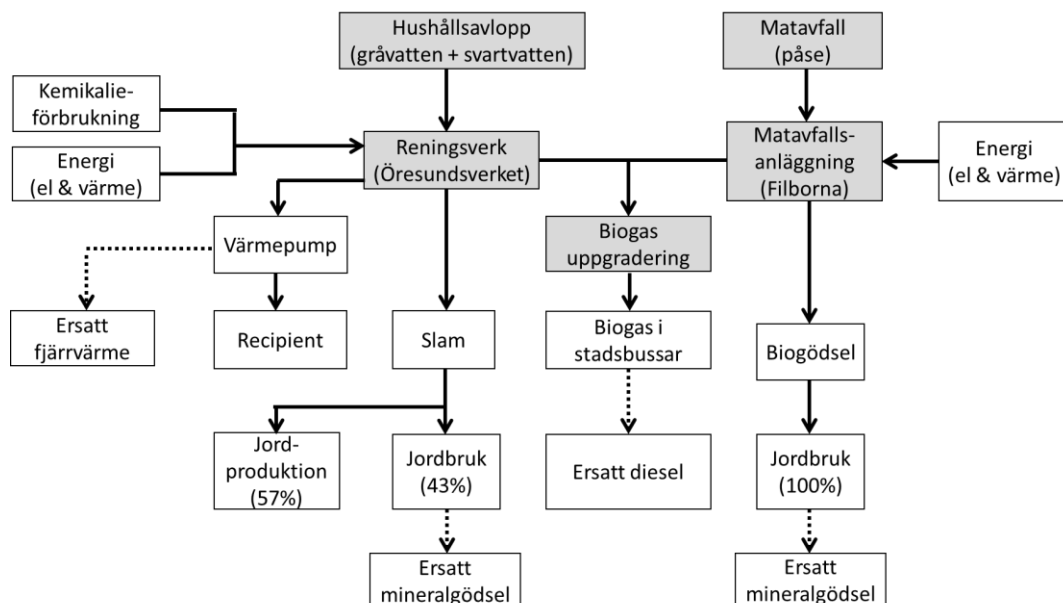 Hushållsavlopp
(gråvatten + svartvatten)
Matavfall
(påse)
Kemikalie-
förbrukning
Energi
(el & värme)
Reningsverk
(Öresundsverket)
Matavfalls-
anläggning
(Filborna)
Energi
(el & värme)
Värmepump
Biogas
uppgradering
Ersatt
fjärrvärme
Recipient
Slam
Biogas i
stadsbussar
Biogödsel
Jord-
produktion
(57%)
Jordbruk
(43%)
Ersatt diesel
Jordbruk
(100%)
Ersatt
mineralgödsel
Ersatt
mineralgödsel